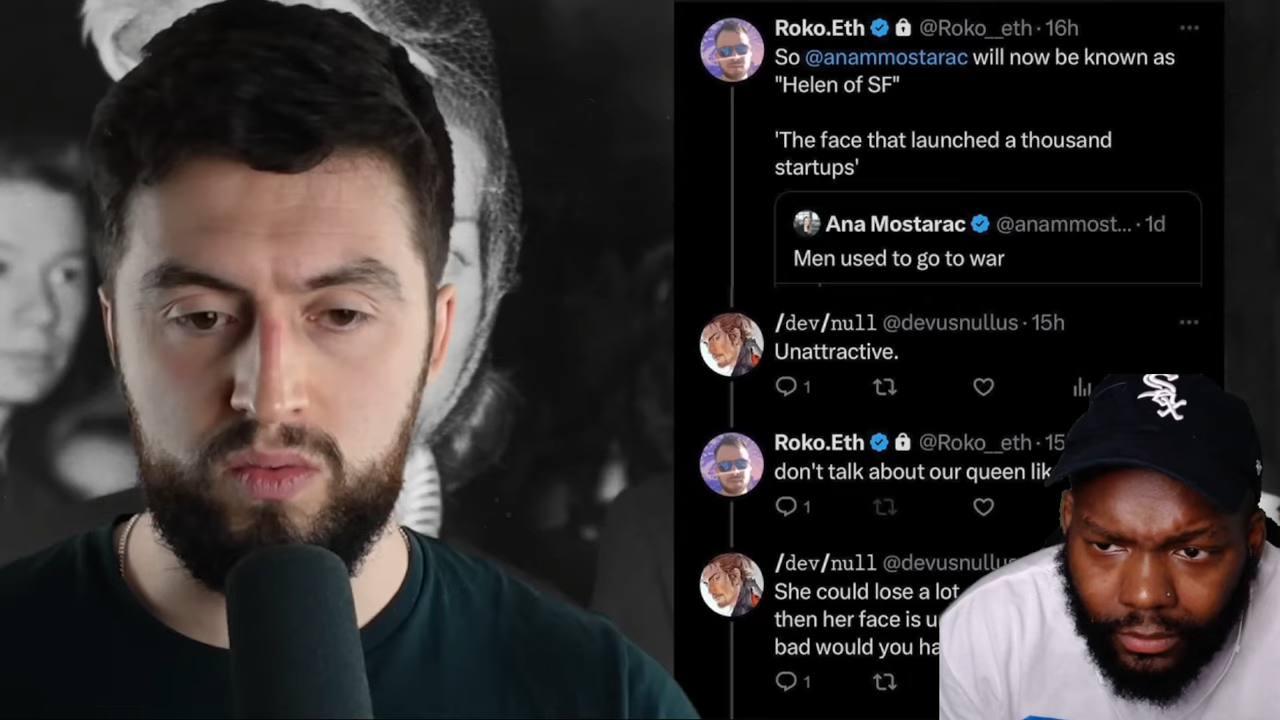 Roko.Eth @Roko__eth · 16h
So @anammostarac will now be known as
"Helen of SF"
'The face that launched a thousand
startups'
Ana Mostarac @anammost... · 1d
Men used to go to war
/dev/null @devusnullus · 15h
Unattractive.
1
Roko.Eth @Roko__eth · 15
don't talk about our queen lik
1
/dev/null @devusnullus
She could lose a lot
then her face is u
bad would you ha
1
SOX